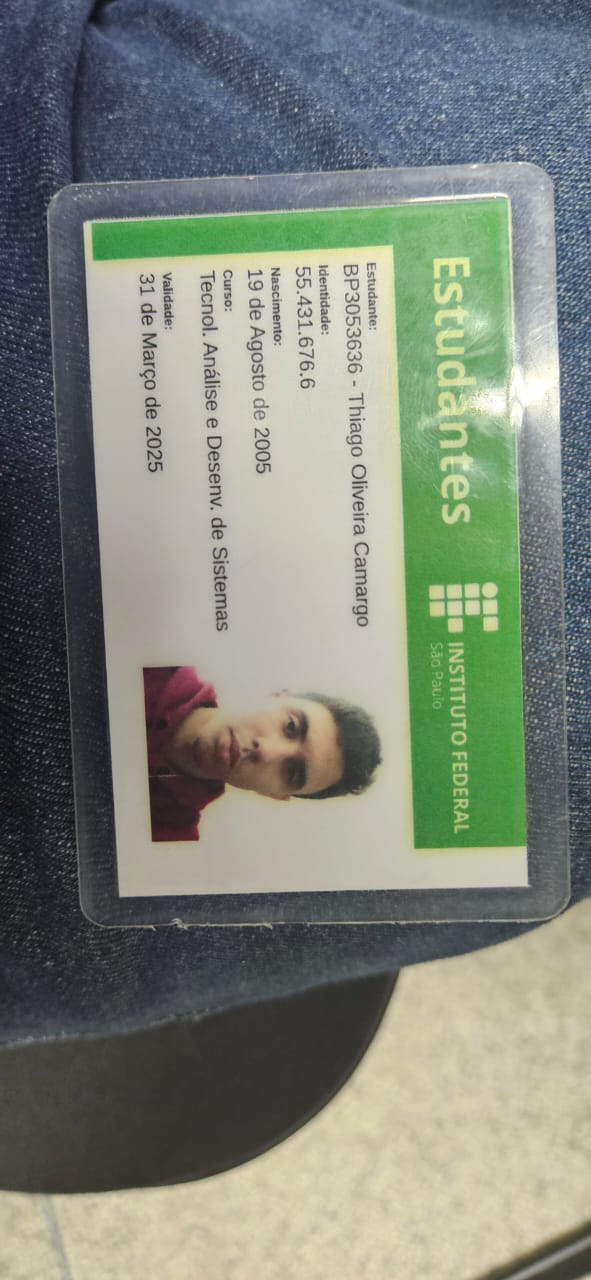 Estudantes
INSTITUTO FEDERAL
São Paulo
Estudante:
BP3053636 - Thiago Oliveira Camargo
Identidade:
55.431.676.6
Nascimento:
19 de Agosto de 2005
Curso:
Tecnol. Análise e Desenv. de Sistemas
Validade:
31 de Março de 2025